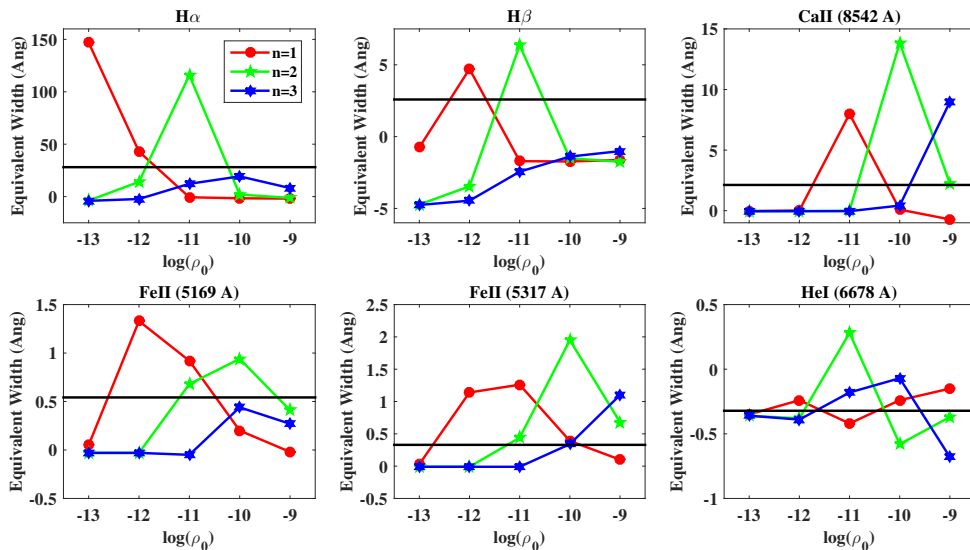 Hα
Equivalent Width (Ang)
150
100
50
0
n=1
n=2
n=3
-13 -12 -11 -10 -9
log(ρ0)
Hβ
Equivalent Width (Ang)
5
0
-5
-13 -12 -11 -10 -9
log(ρ0)
CaII (8542 A)
Equivalent Width (Ang)
15
10
5
0
-13 -12 -11 -10 -9
log(ρ0)
FeII (5169 A)
Equivalent Width (Ang)
1.5
1
0.5
0
-0.5
-13 -12 -11 -10 -9
log(ρ0)
FeII (5317 A)
Equivalent Width (Ang)
2.5
2
1.5
1
0.5
0
-0.5
-13 -12 -11 -10 -9
log(ρ0)
HeI (6678 A)
Equivalent Width (Ang)
0.5
-0
-0.5
-1
-13 -12 -11 -10 -9
log(ρ0)